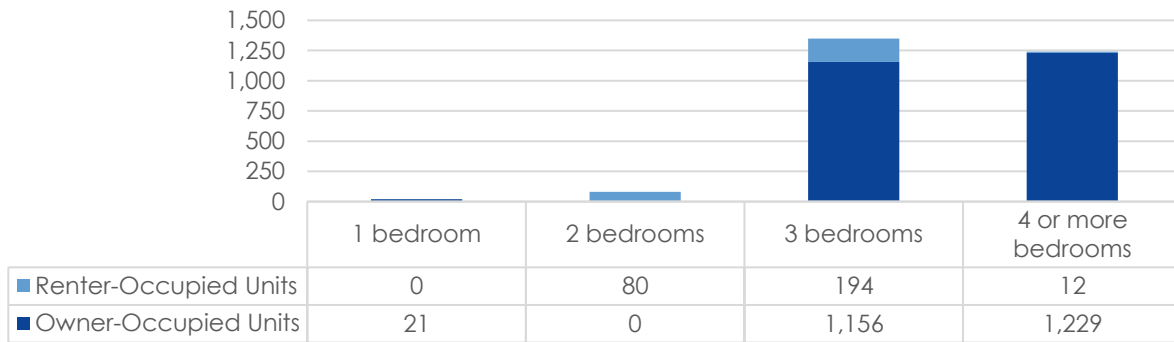 1,500
1,250
1,000
750
500
250
0
1 bedroom 2 bedrooms 3 bedrooms 4 or more
bedrooms
Renter-Occupied Units 0 80 194 12
Owner-Occupied Units 21 0 1,156 1,229